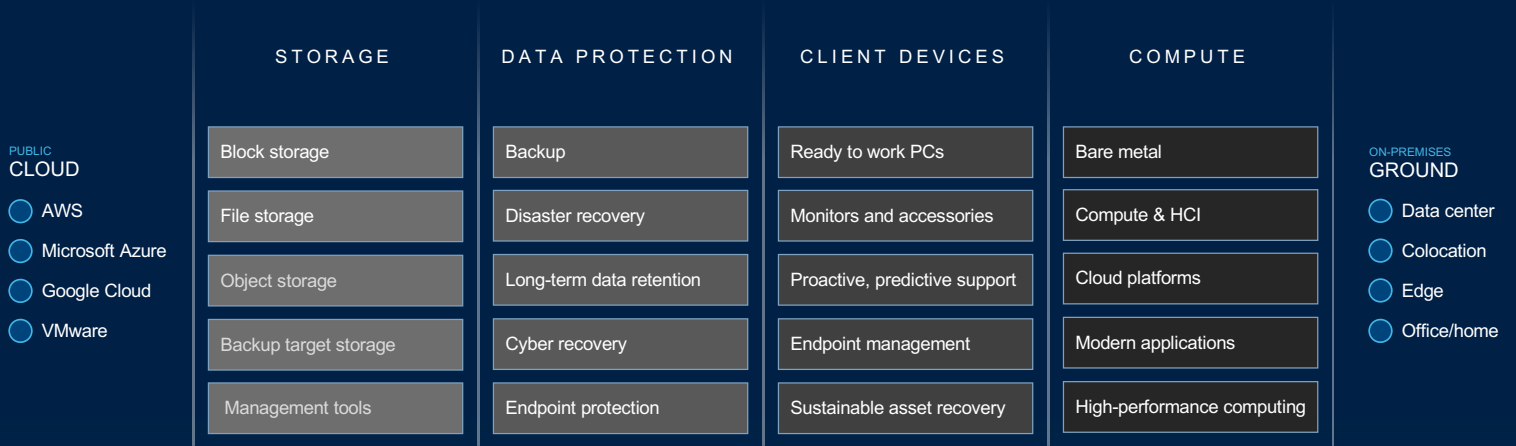 STORAGE
DATA PROTECTION
CLIENT DEVICES
COMPUTE
PUBLIC
CLOUD
AWS
Microsoft Azure
Google Cloud
VMware
Block storage
File storage
Object storage
Backup target storage
Management tools
Backup
Disaster recovery
Long-term data retention
Cyber recovery
Endpoint protection
Ready to work PCs
Monitors and accessories
Proactive, predictive support
Endpoint management
Sustainable asset recovery
Bare metal
Compute & HCI
Cloud platforms
Modern applications
High-performance computing
ON-PREMISES
GROUND
Data center
Colocation
Edge
Office/home